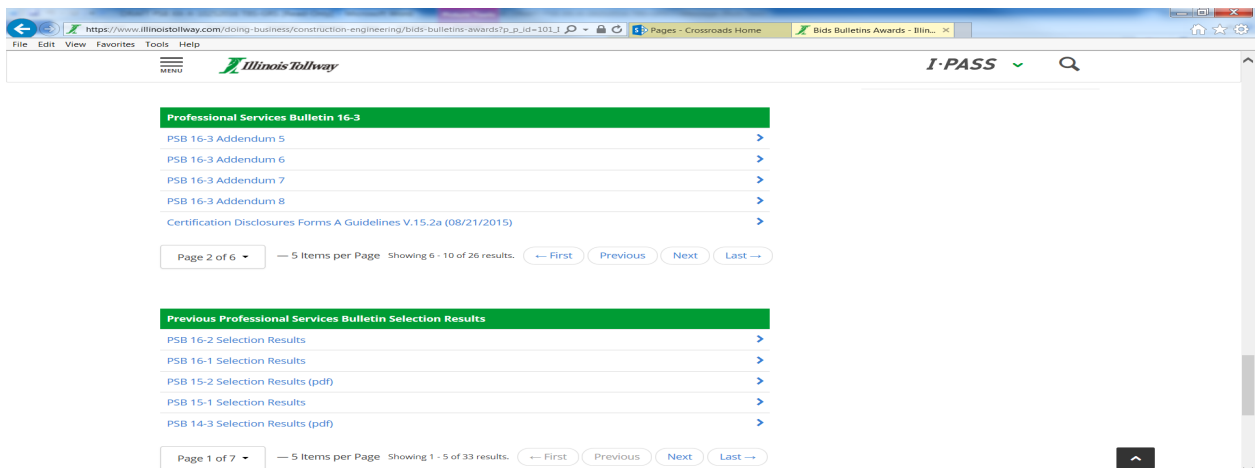 https://www.illinoistollway.com/doing-business/construction-engineering/bids-bulletins-awards?p_p_id=101_I
Pages - Crossroads Home
Bids Bulletins Awards - Illin...
File Edit View Favorites Tools Help
MENU
Illinois Tollway
I·PASS
Professional Services Bulletin 16-3
PSB 16-3 Addendum 5
PSB 16-3 Addendum 6
PSB 16-3 Addendum 7
PSB 16-3 Addendum 8
Certification Disclosures Forms A Guidelines V.15.2a (08/21/2015)
Page 2 of 6 — 5 Items per Page Showing 6 - 10 of 26 results. ← First Previous Next Last →
Previous Professional Services Bulletin Selection Results
PSB 16-2 Selection Results
PSB 16-1 Selection Results
PSB 15-2 Selection Results (pdf)
PSB 15-1 Selection Results
PSB 14-3 Selection Results (pdf)
Page 1 of 7 — 5 Items per Page Showing 1 - 5 of 33 results. ← First Previous Next Last →